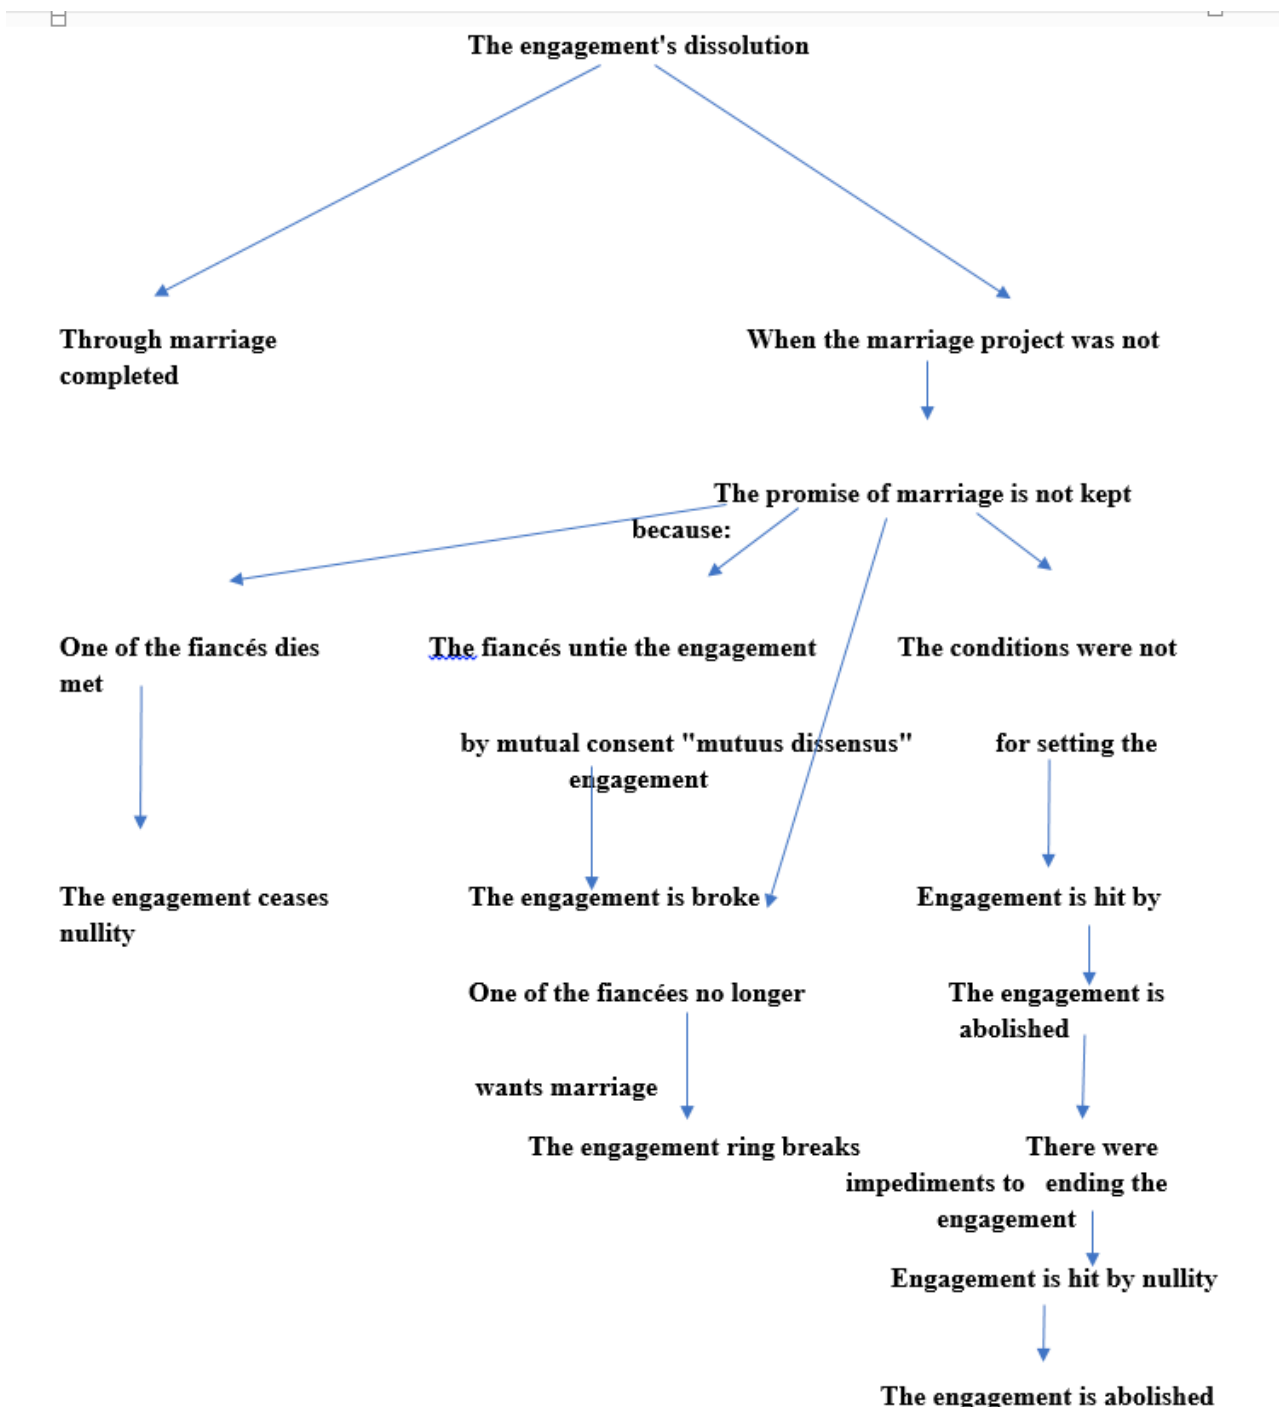 The engagement's dissolution
Through marriage When the marriage project was not
completed
The promise of marriage is not kept
because:
One of the fiancés dies The fiancés untie the engagement The conditions were not
met
by mutual consent "mutuus dissensus" for setting the
engagement
The engagement ceases The engagement is broke Engagement is hit by
nullity
One of the fiancées no longer The engagement is
abolished
wants marriage
The engagement ring breaks There were
impediments to ending the
engagement
Engagement is hit by nullity
The engagement is abolished